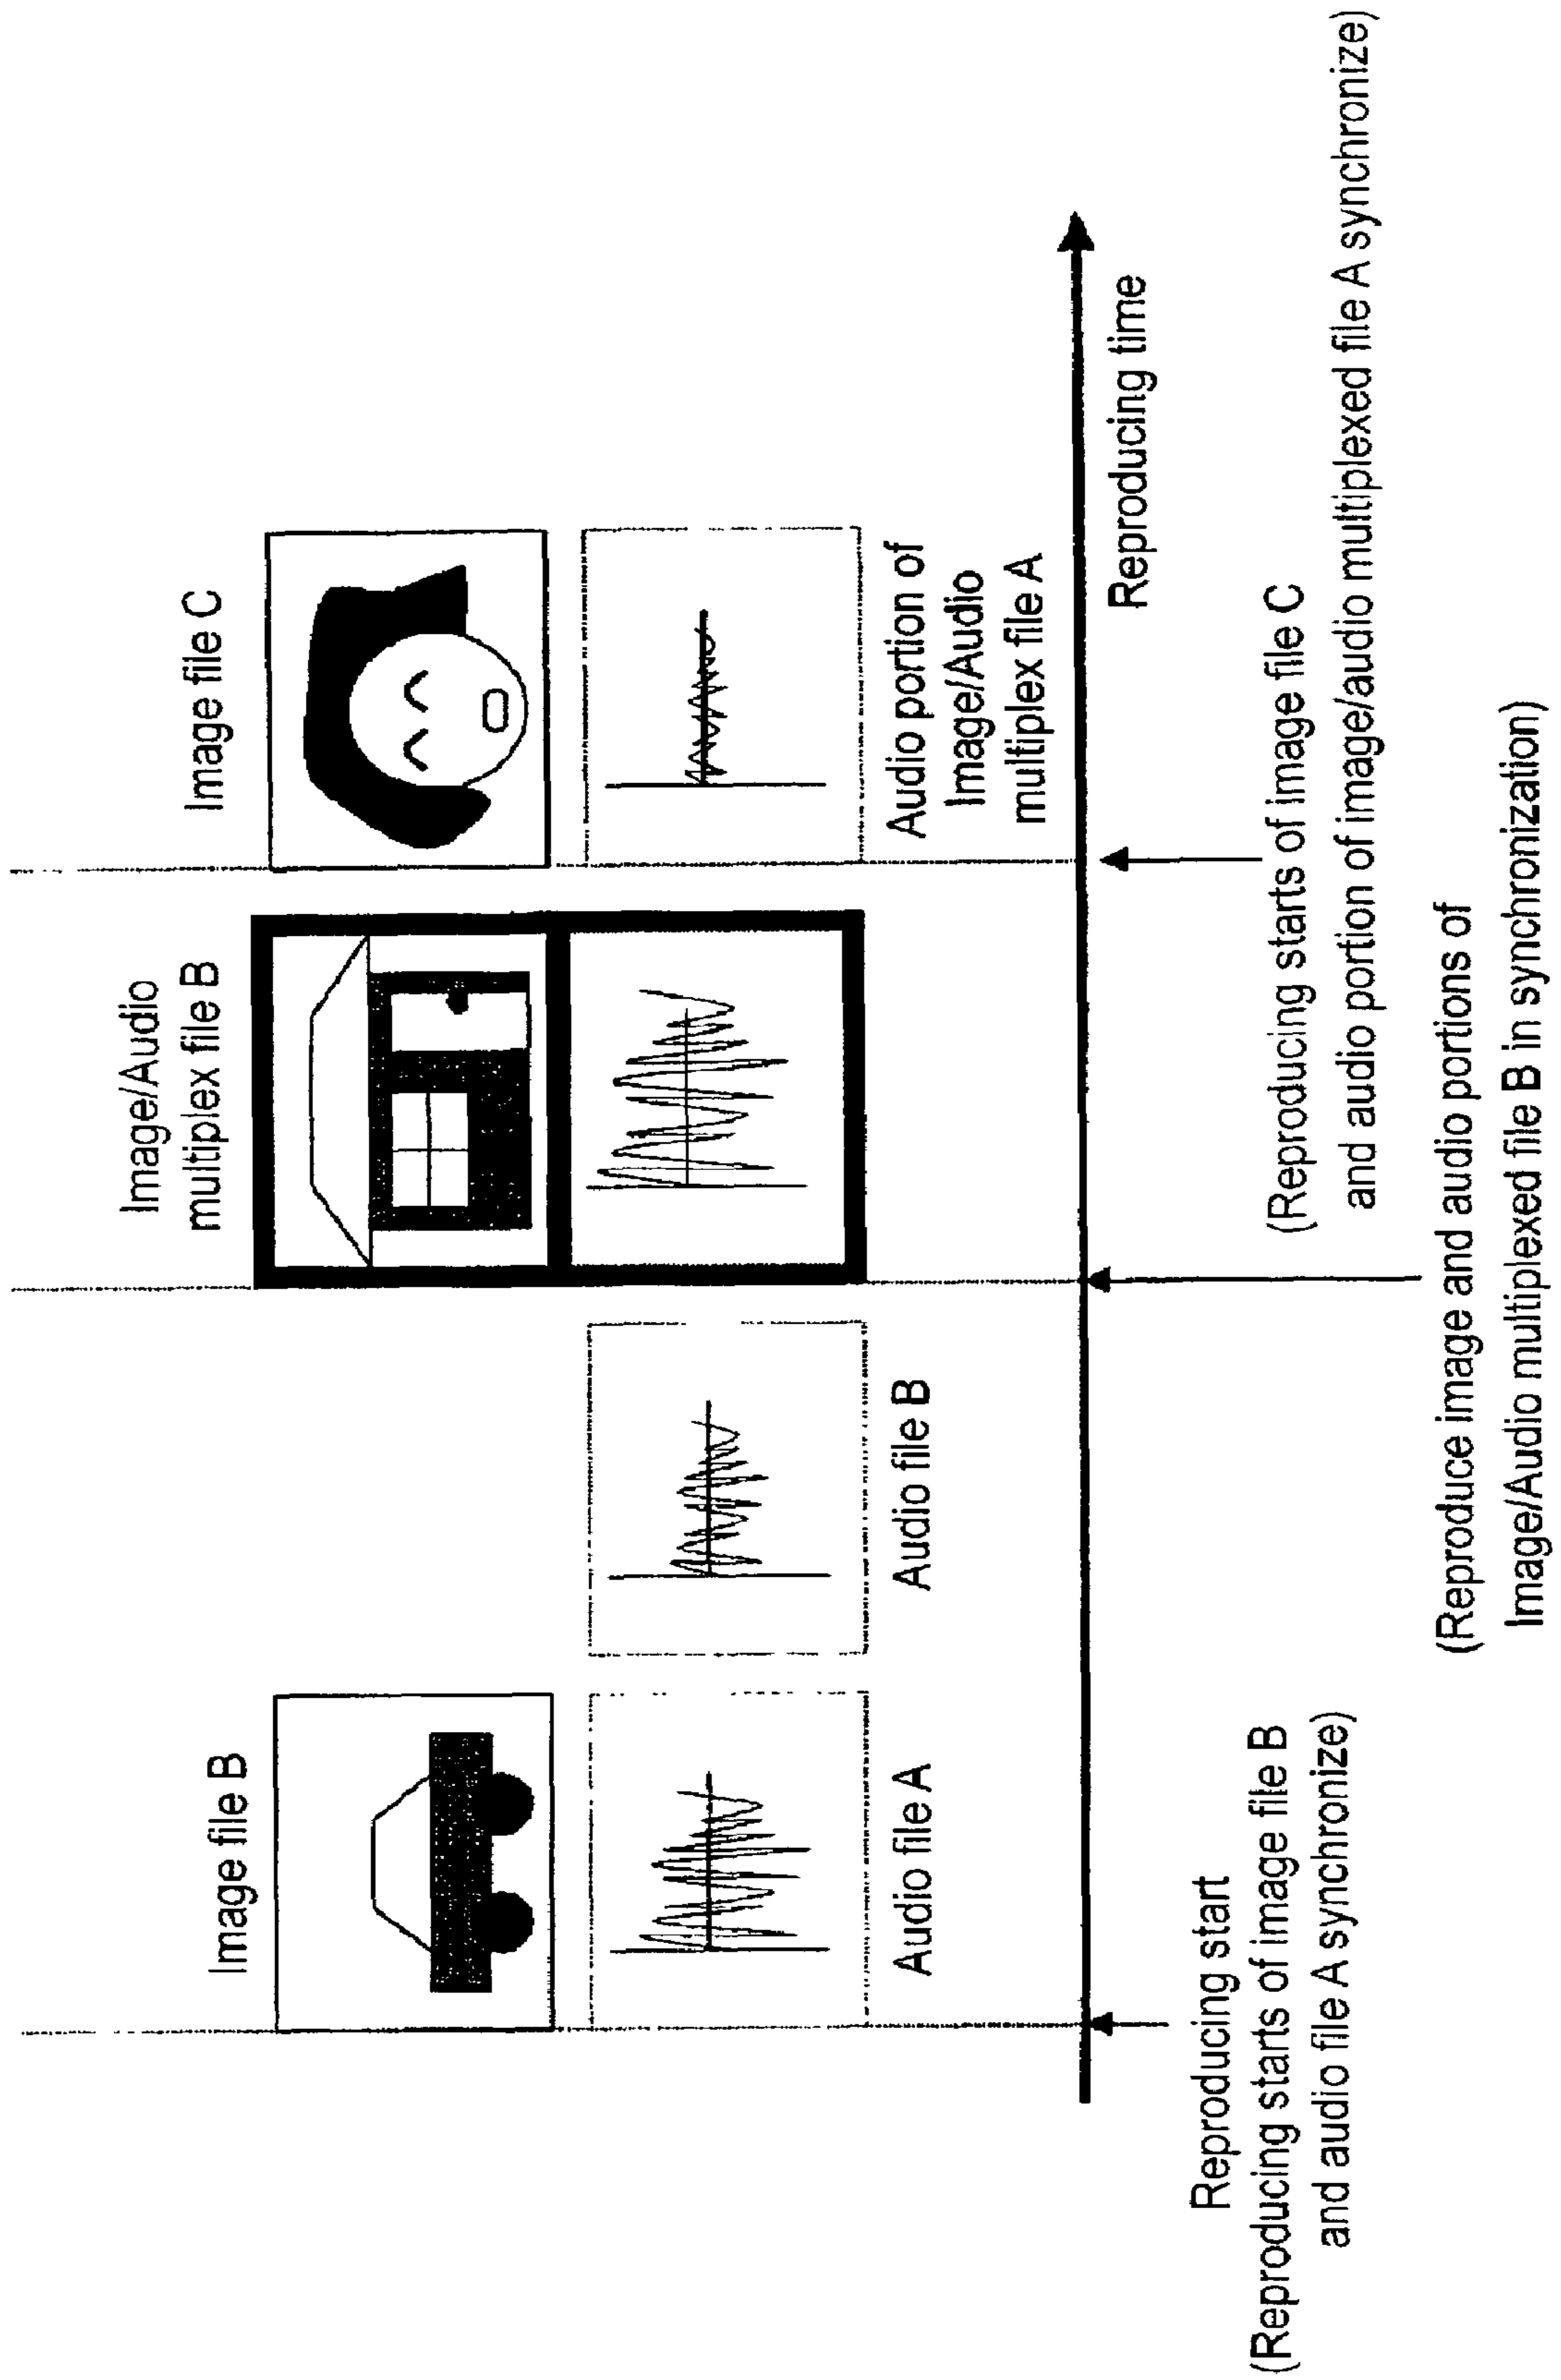 Image file B
Image/Audio
multiplex file B
Image file C
Audio file A
Audio file B
Audio portion of
Image/Audio
multiplex file A
Reproducing time
Reproducing start
(Reproducing starts of image file B
and audio file A synchronize)
(Reproduce image and audio portions of
Image/Audio multiplexed file B in synchronization)
(Reproducing starts of image file C
and audio portion of image/audio multiplexed file A synchronize)